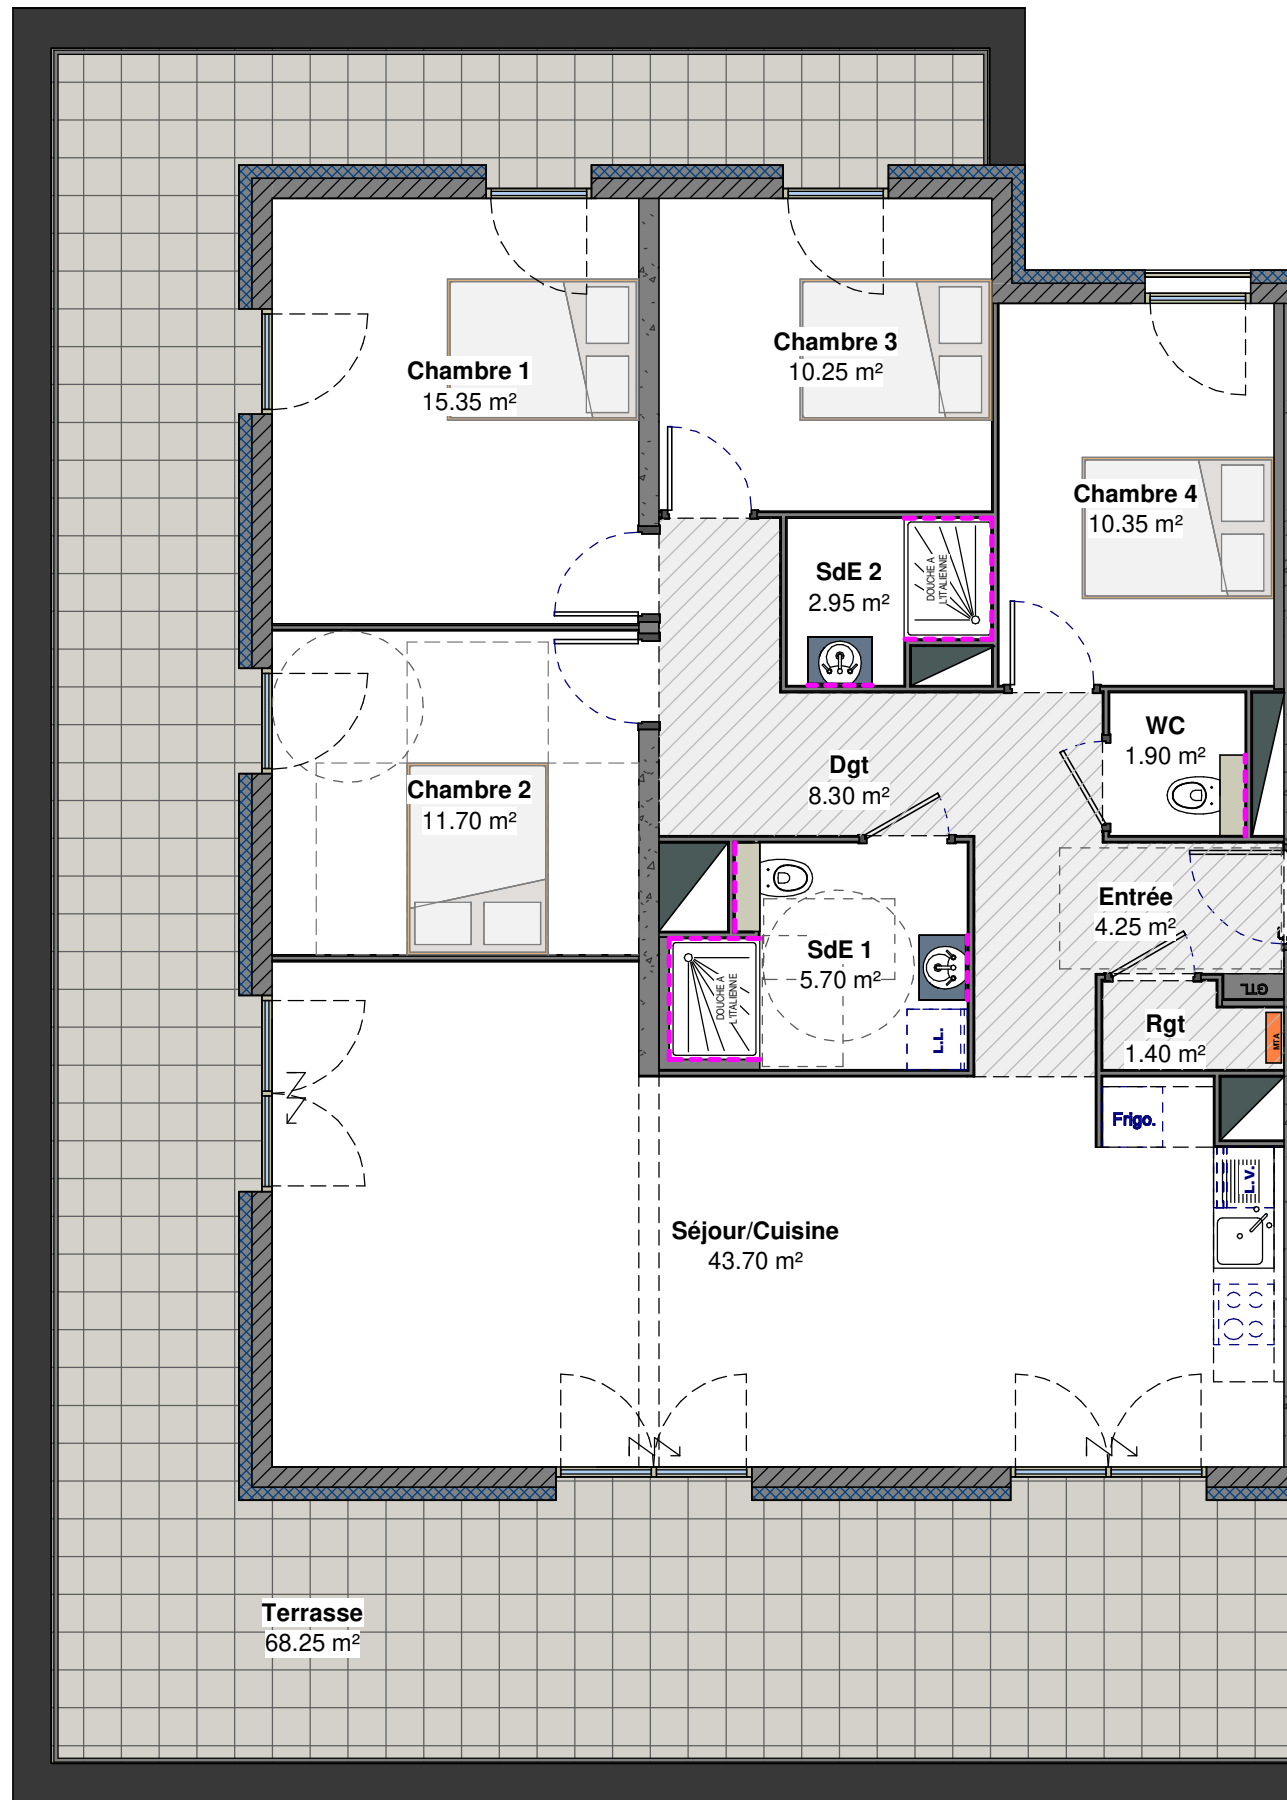 Chambre 1
15.35 m²
Chambre 3
10.25 m²
Chambre 4
10.35 m²
SdE 2
2.95 m²
DOUCHE A
L'ITALIENNE
WC
1.90 m²
Dgt
8.30 m²
Chambre 2
11.70 m²
Entrée
4.25 m²
SdE 1
5.70 m²
DOUCHE A
L'ITALIENNE
L.L.
GTL
Rgt
1.40 m²
MTA
Frigo.
L.V.
Séjour/Cuisine
43.70 m²
Terrasse
68.25 m²